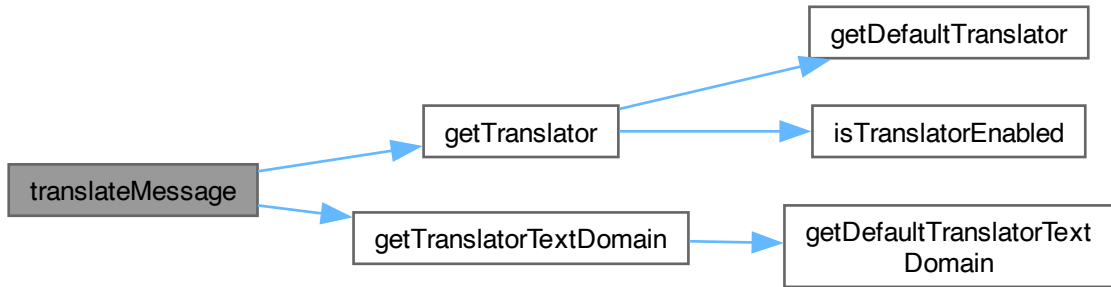 getDefaultTranslator
getTranslator
isTranslatorEnabled
translateMessage
getTranslatorTextDomain
getDefaultTranslatorText
Domain